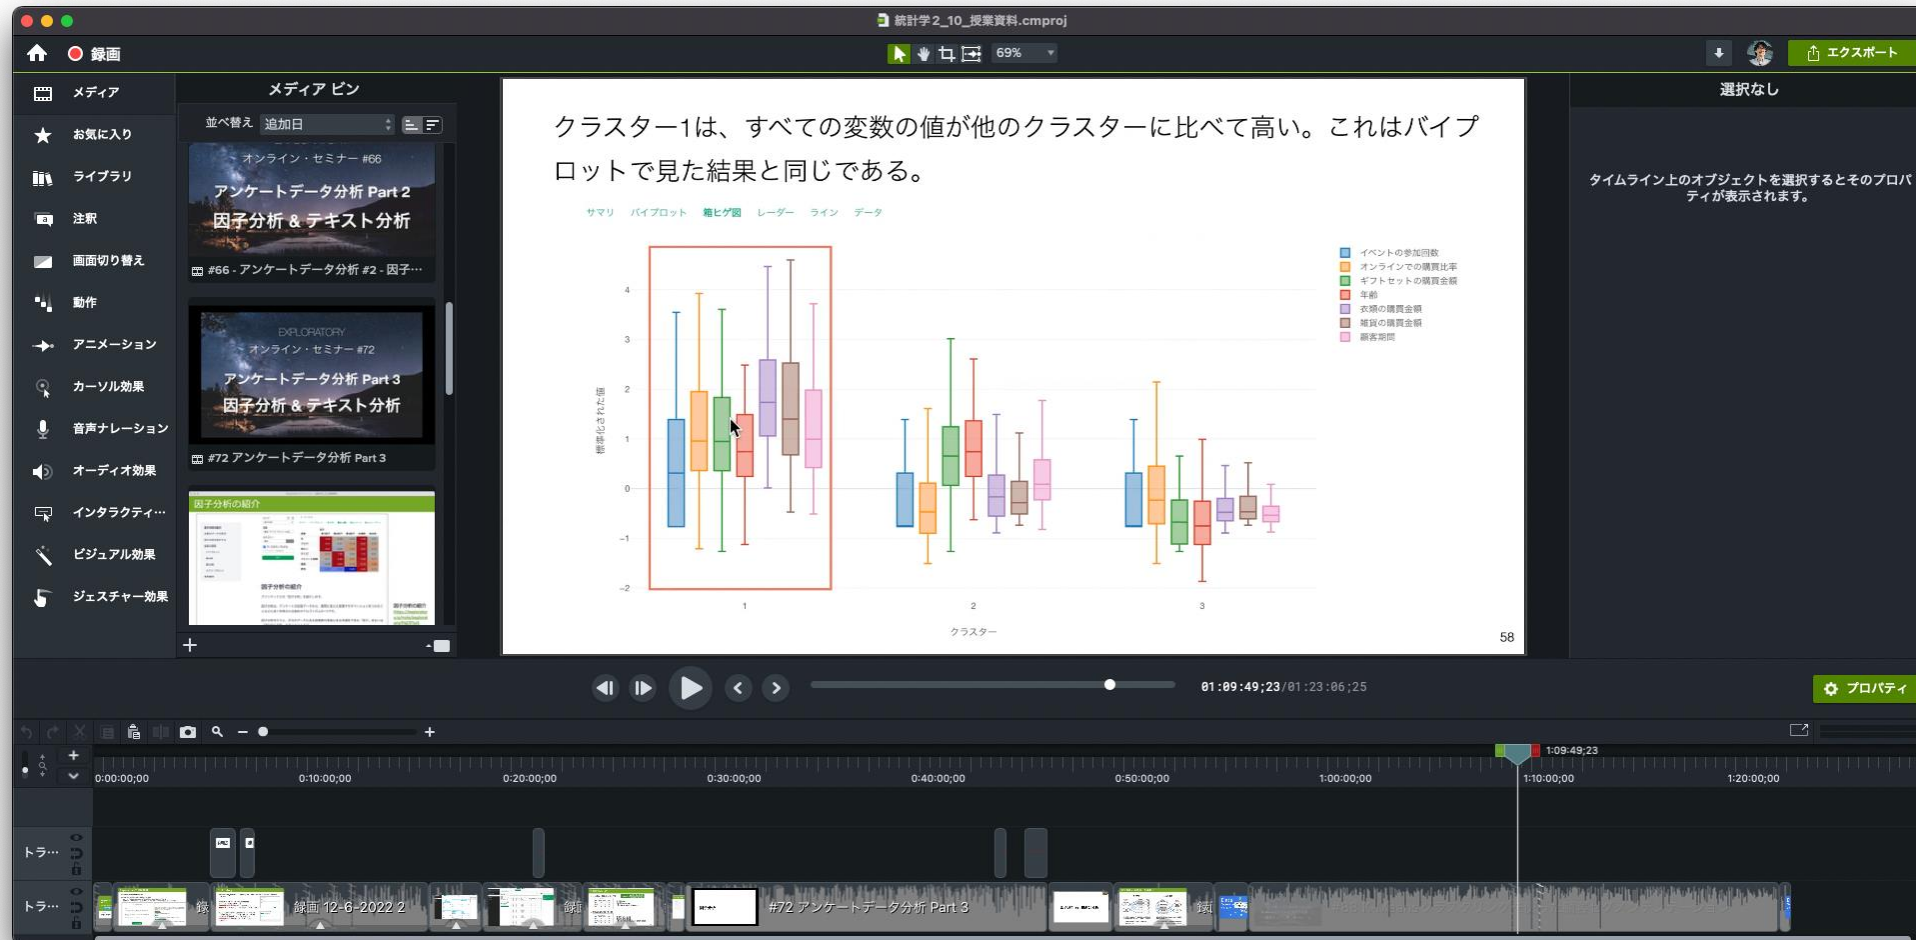 統計学2_10_授業資料.cmproj
録画
69%
エクスポート
メディア
お気に入り
ライブラリ
注釈
画面切り替え
動作
アニメーション
カーソル効果
音声ナレーション
オーディオ効果
インタラクティ…
ビジュアル効果
ジェスチャー効果
メディア ビン
並べ替え 追加日
オンライン・セミナー #66
アンケートデータ分析 Part 2
因子分析 & テキスト分析
#66 - アンケートデータ分析 #2 - 因子…
EXPLORATORY
オンライン・セミナー #72
アンケートデータ分析 Part 3
因子分析 & テキスト分析
#72 アンケートデータ分析 Part 3
因子分析の紹介
因子分析の紹介
クラスター1は、すべての変数の値が他のクラスターに比べて高い。これはバイプ
ロットで見た結果と同じである。
サマリ バイプロット 箱ヒゲ図 レーダー ライン データ
イベントの参加回数
オンラインでの購買比率
ギフトセットの購買金額
年齢
衣類の購買金額
雑貨の購買金額
顧客期間
標準化された値
4
3
2
1
0
−1
−2
1 2 3
クラスター
58
選択なし
タイムライン上のオブジェクトを選択するとそのプロパ
ティが表示されます。
01:09:49;23/01:23:06;25
プロパティ
1:09:49;23
0:00:00;00 0:10:00;00 0:20:00;00 0:30:00;00 0:40:00;00 0:50:00;00 1:00:00;00 1:10:00;00 1:20:00;00
トラ…
トラ…
録画 12-6-2022 2
#72 アンケートデータ分析 Part 3